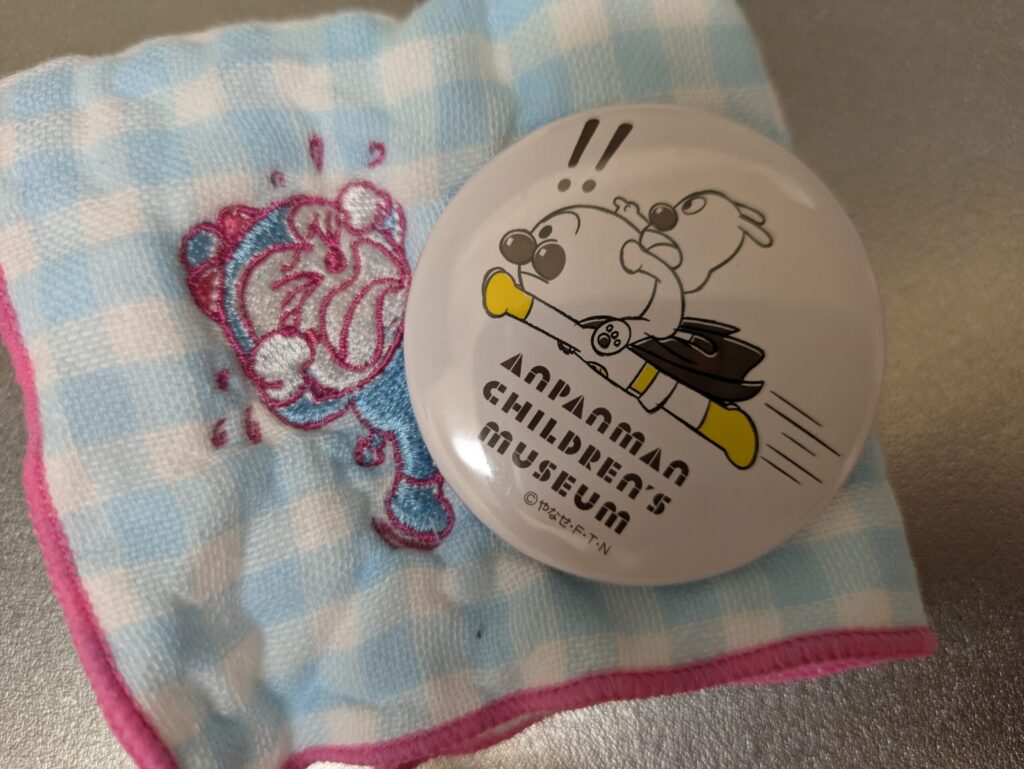 !!
ANPANMAN
CHILDREN'S
MUSEUM
©やなせ・F・T・N